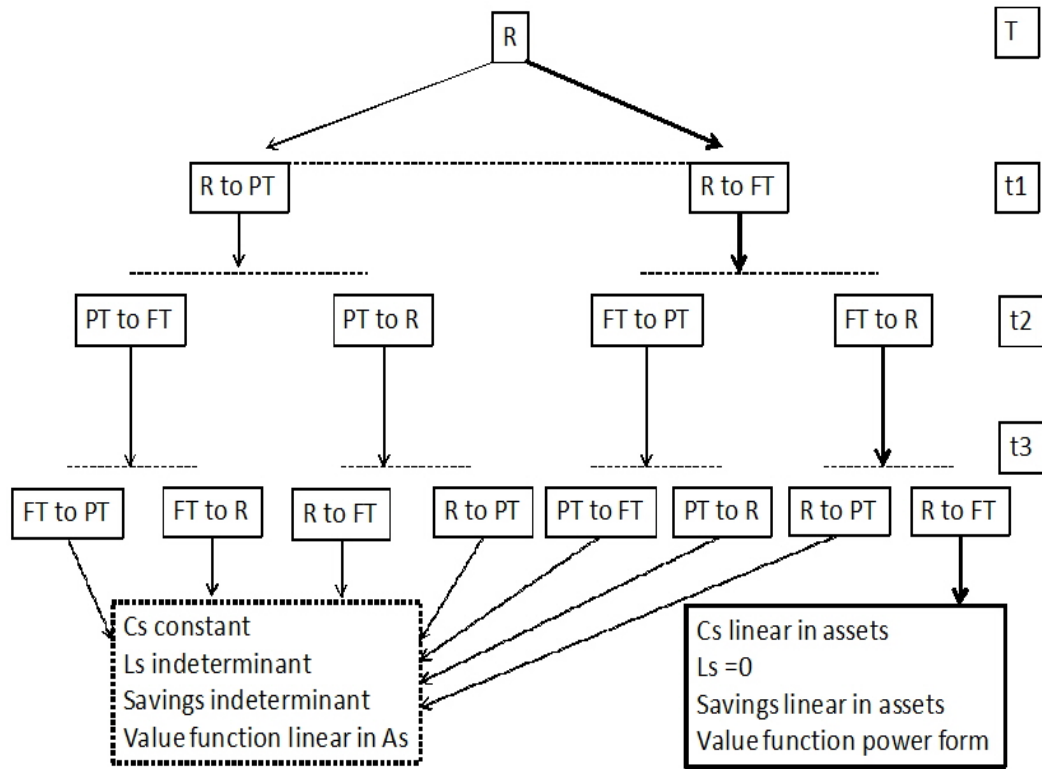 R
T
R to PT
R to FT
t1
PT to FT
PT to R
FT to PT
FT to R
t2
t3
FT to PT
FT to R
R to FT
R to PT
PT to FT
PT to R
R to PT
R to FT
Cs constant
Ls indeterminant
Savings indeterminant
Value function linear in As
Cs linear in assets
Ls =0
Savings linear in assets
Value function power form